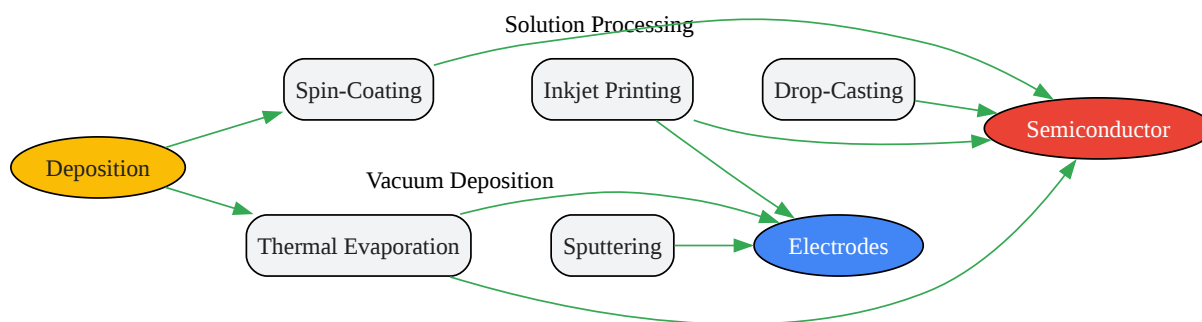 Solution Processing
Spin-Coating
Inkjet Printing
Drop-Casting
Semiconductor
Deposition
Vacuum Deposition
Thermal Evaporation
Sputtering
Electrodes